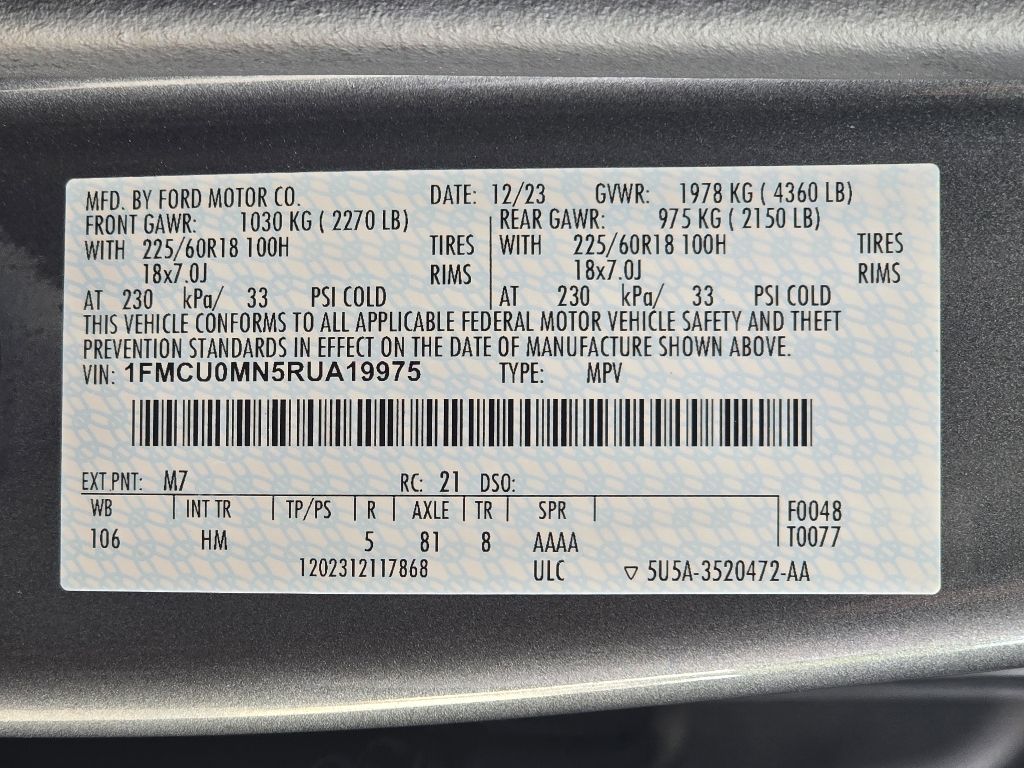 MFD. BY FORD MOTOR CO. DATE: 12/23 GVWR: 1978 KG ( 4360 LB)
FRONT GAWR: 1030 KG ( 2270 LB) REAR GAWR: 975 KG ( 2150 LB)
WITH 225/60R18 100H TIRES WITH 225/60R18 100H TIRES
18x7.0J RIMS 18x7.0J RIMS
AT 230 kPa/ 33 PSI COLD AT 230 kPa/ 33 PSI COLD
THIS VEHICLE CONFORMS TO ALL APPLICABLE FEDERAL MOTOR VEHICLE SAFETY AND THEFT
PREVENTION STANDARDS IN EFFECT ON THE DATE OF MANUFACTURE SHOWN ABOVE.
VIN: 1FMCU0MN5RUA19975 TYPE: MPV
EXT PNT: M7 RC: 21 DSO:
WB INT TR TP/PS R AXLE TR SPR F0048
106 HM 5 81 8 AAAA T0077
1202312117868 ULC ▽ 5U5A-3520472-AA